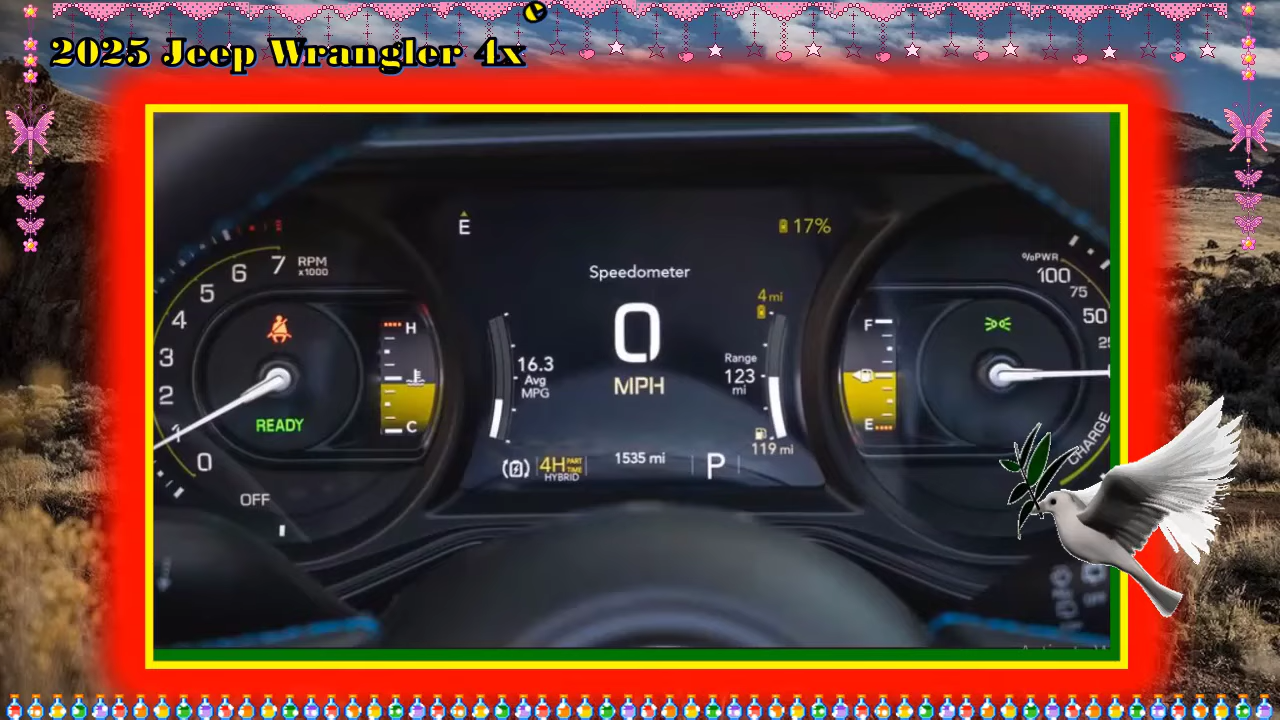 2025 Jeep Wrangler 4x
E
17%
Speedometer
0
MPH
4 mi
16.3
Avg
MPG
Range
123
mi
119 mi
4H PART TIME
HYBRID
1535 mi
P
7
RPM
x1000
6
5
4
3
2
1
0
OFF
READY
H
C
F
E
%PWR
100
75
50
CHARGE